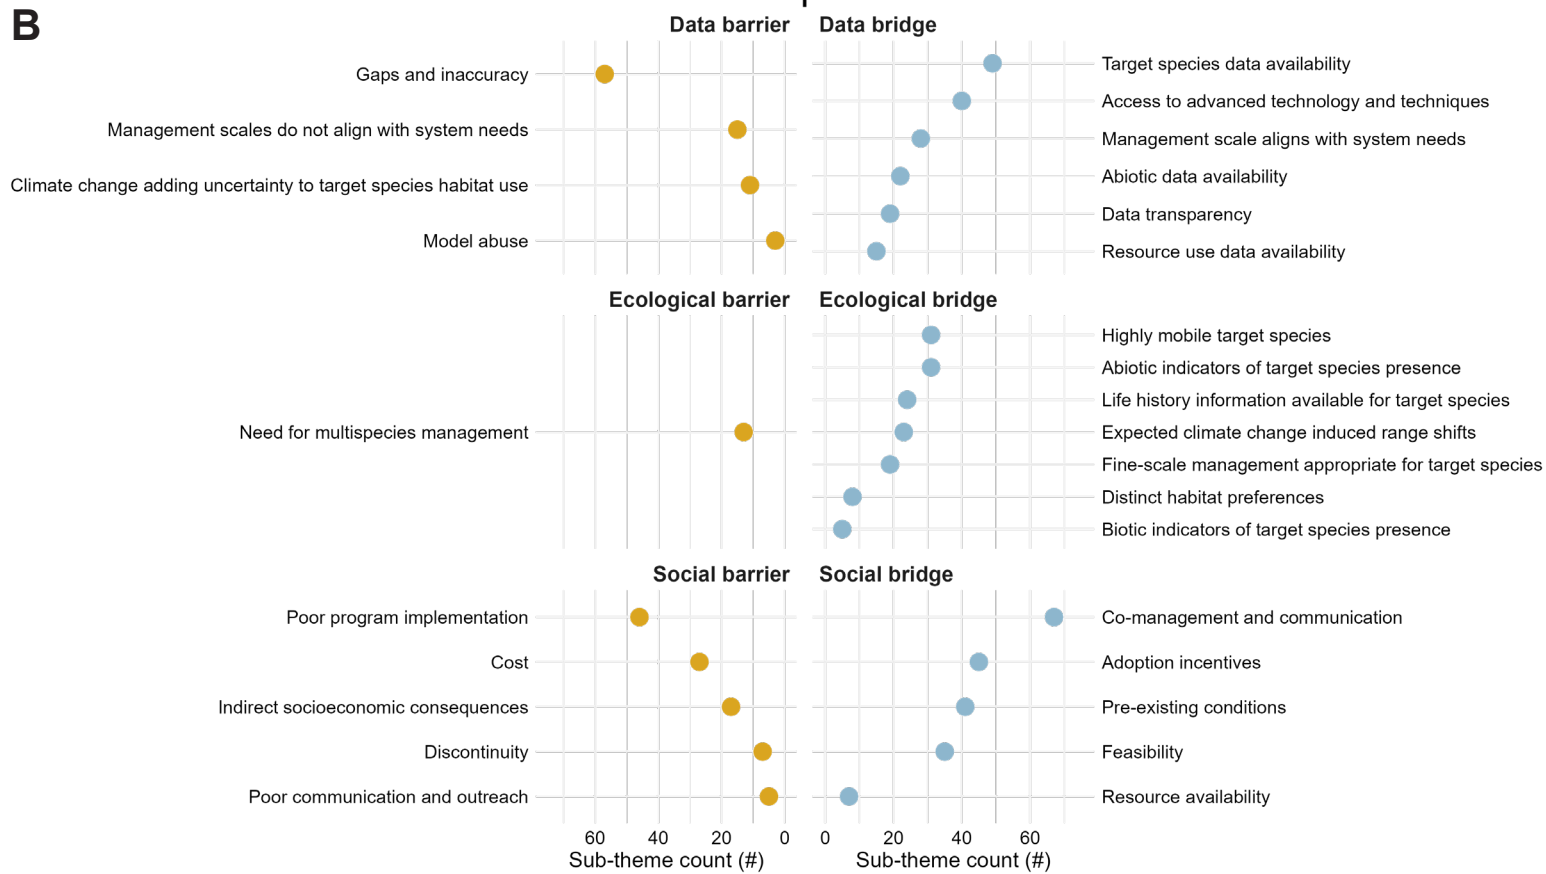 B
Data barrier
Gaps and inaccuracy
Management scales do not align with system needs
Climate change adding uncertainty to target species habitat use
Model abuse
Data bridge
Target species data availability
Access to advanced technology and techniques
Management scale aligns with system needs
Abiotic data availability
Data transparency
Resource use data availability
Ecological barrier
Need for multispecies management
Ecological bridge
Highly mobile target species
Abiotic indicators of target species presence
Life history information available for target species
Expected climate change induced range shifts
Fine-scale management appropriate for target species
Distinct habitat preferences
Biotic indicators of target species presence
Social barrier
Poor program implementation
Cost
Indirect socioeconomic consequences
Discontinuity
Poor communication and outreach
60 40 20 0
Sub-theme count (#)
Social bridge
Co-management and communication
Adoption incentives
Pre-existing conditions
Feasibility
Resource availability
0 20 40 60
Sub-theme count (#)